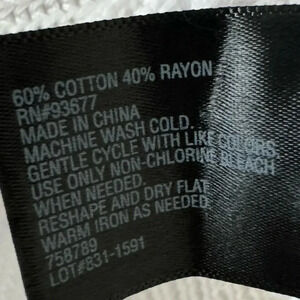 60% COTTON 40% RAYON
RN#93677
MADE IN CHINA
MACHINE WASH COLD.
GENTLE CYCLE WITH LIKE COLORS
USE ONLY NON-CHLORINE BLEACH
WHEN NEEDED.
RESHAPE AND DRY FLAT
WARM IRON AS NEEDED.
758789
LOT#831-1591